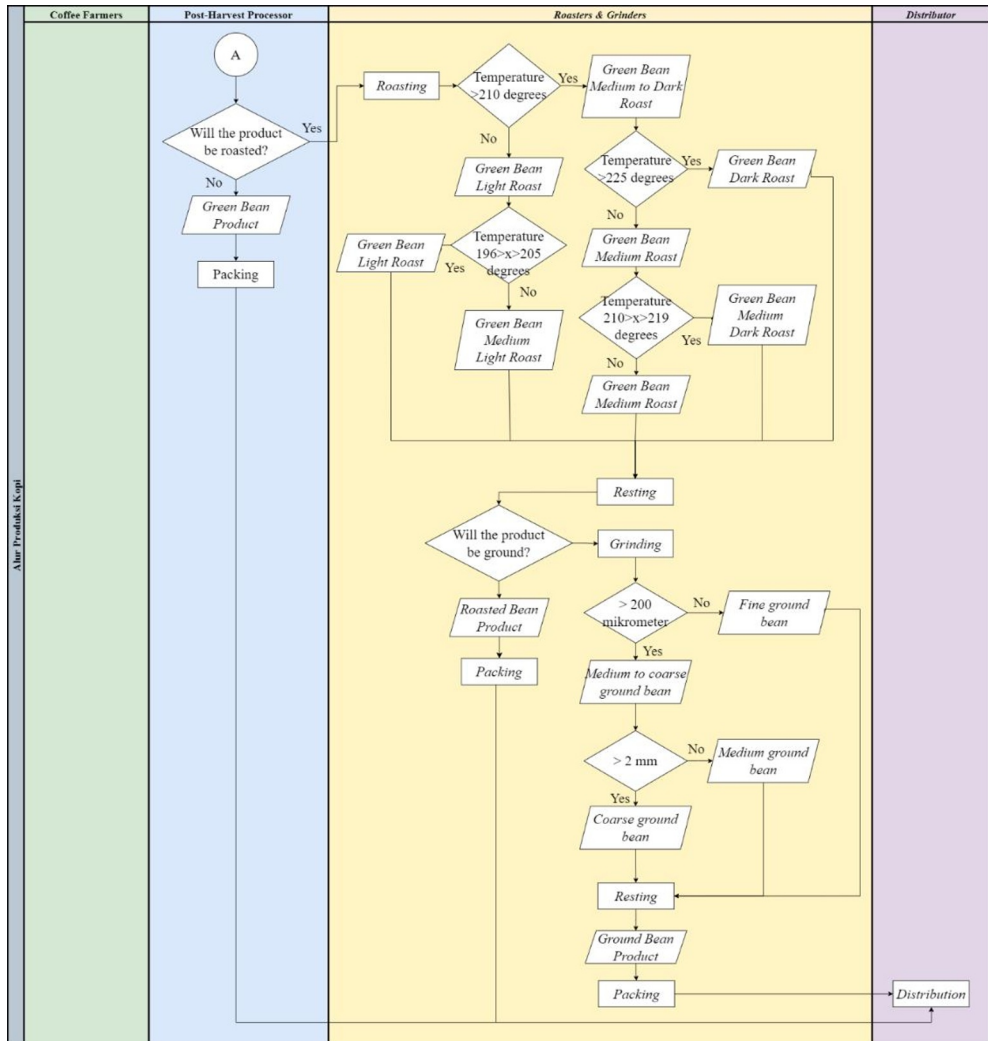 Coffee Farmers
Post-Harvest Processor
Roasters & Grinders
Distributor
Alur Produksi Kopi
A
Will the product
be roasted?
Yes
No
Green Bean
Product
Packing
Roasting
Temperature
>210 degrees
Yes
No
Green Bean
Medium to Dark
Roast
Green Bean
Light Roast
Temperature
>225 degrees
Yes
No
Green Bean
Dark Roast
Temperature
196>x>205
degrees
Yes
No
Green Bean
Light Roast
Green Bean
Medium
Light Roast
Green Bean
Medium Roast
Temperature
210>x>219
degrees
Yes
No
Green Bean
Medium
Dark Roast
Green Bean
Medium Roast
Resting
Will the product
be ground?
Grinding
Roasted Bean
Product
Packing
> 200
mikrometer
No
Yes
Fine ground
bean
Medium to coarse
ground bean
> 2 mm
No
Yes
Medium ground
bean
Coarse ground
bean
Resting
Ground Bean
Product
Packing
Distribution